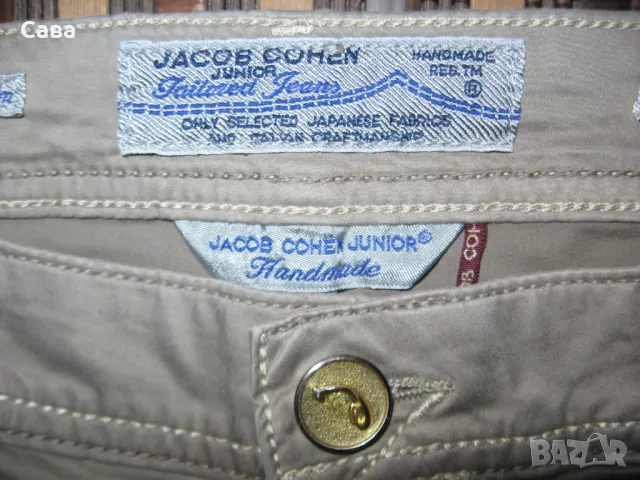 Сава
JACOB COHEN
JUNIOR
Tailored Jeans
HANDMADE
REG.TM
®
ONLY SELECTED JAPANESE FABRICS
AND ITALIAN CRAFTMANSHIP
JACOB COHEN JUNIOR®
Handmade
COH
BAZAR